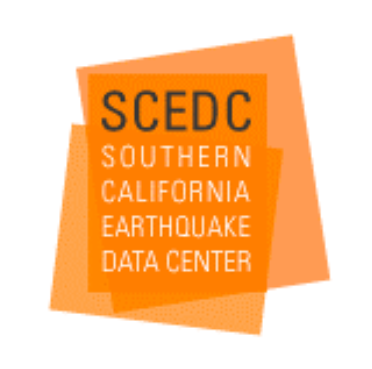 SCEDC
SOUTHERN
CALIFORNIA
EARTHQUAKE
DATA CENTER